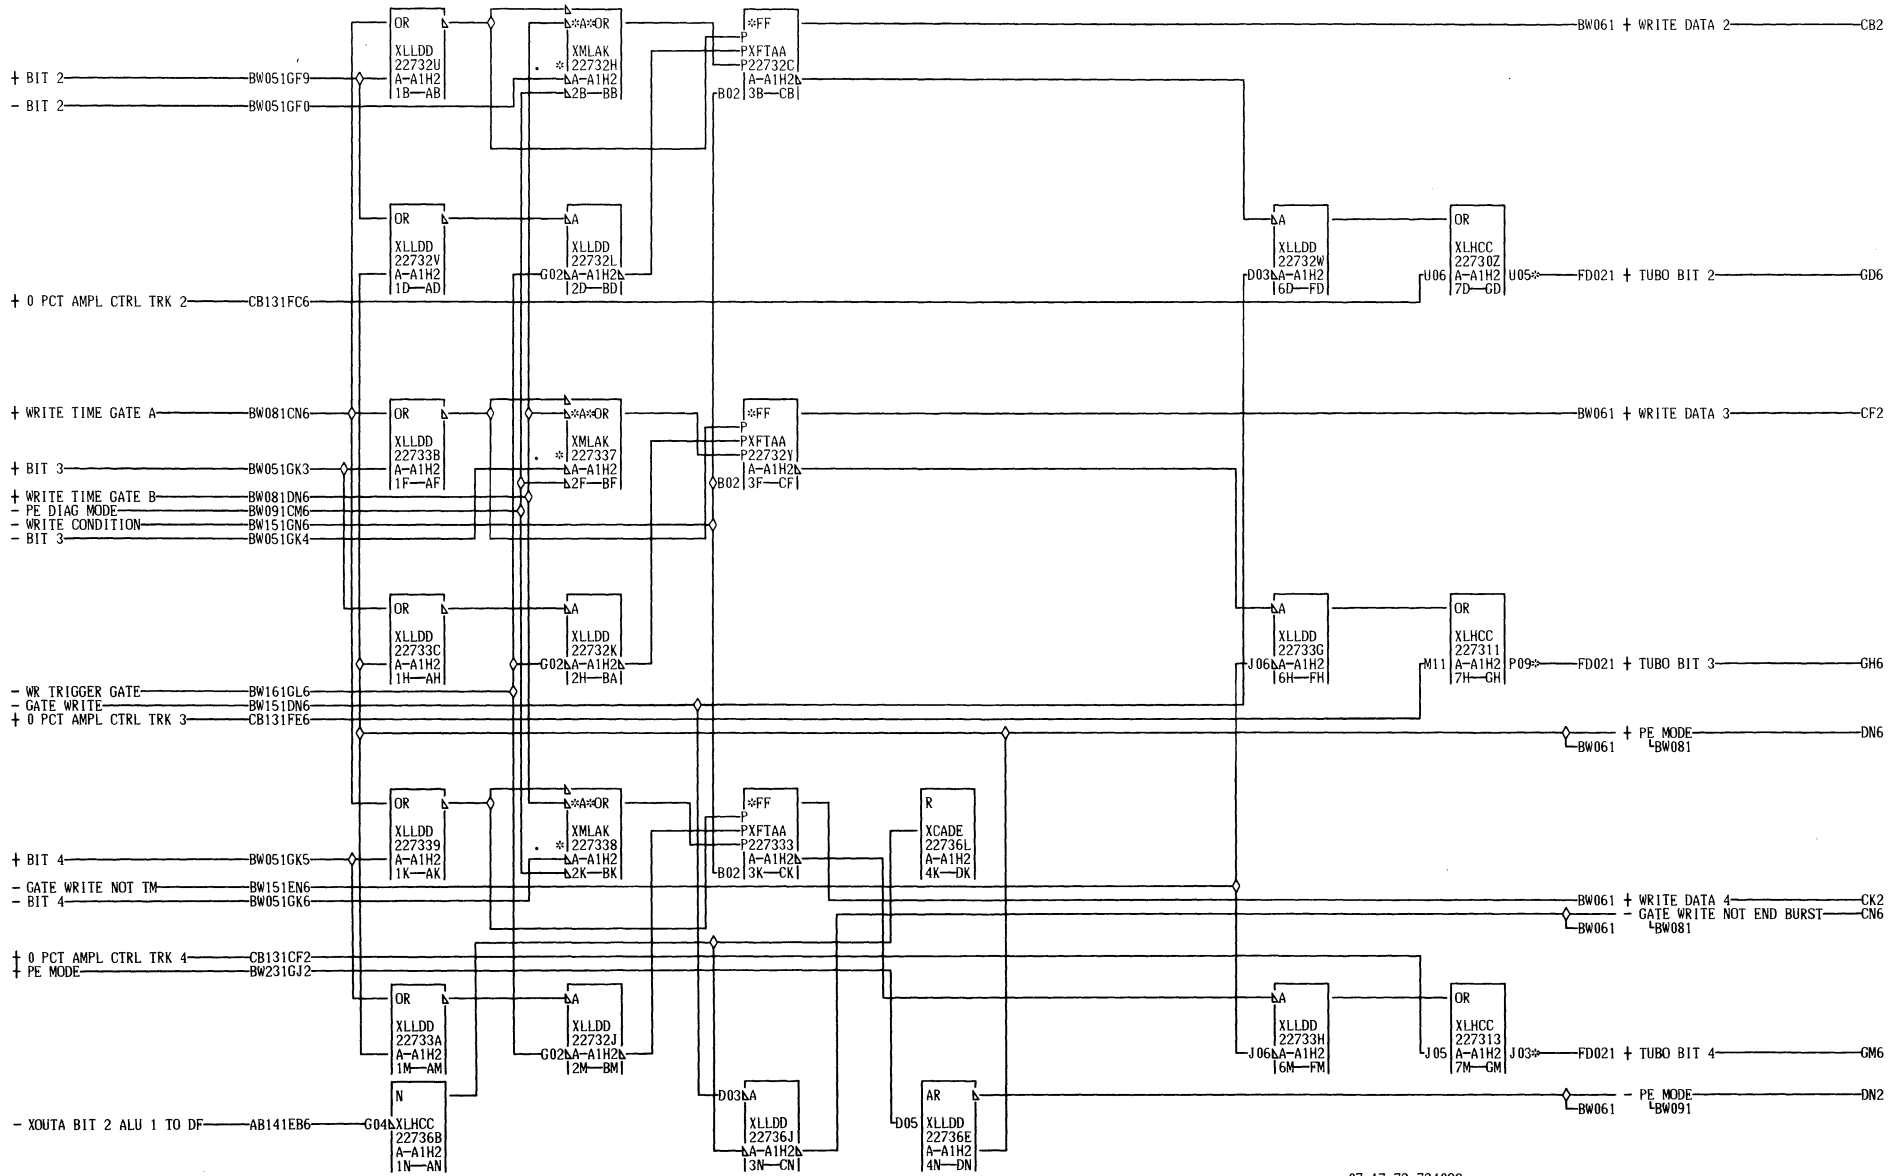 OR *A*OR *FF BW061 + WRITE DATA 2 CB2
P
XLLDD XMLAK PXFTAA
22732U * 22732H P22732C
+ BIT 2 BW051GF9 A-A1H2 A-A1H2 A-A1H2
1B—AB 2B—BB B02 3B—CB
- BIT 2 BW051GF0
OR A A OR
XLLDD XLLDD XLLDD XLHCC
22732V 22732L 22732W 22730Z
A-A1H2 G02 A-A1H2 D03 A-A1H2 U06 A-A1H2 U05* FD021 + TUBO BIT 2 GD6
1D—AD 2D—BD 6D—FD 7D—GD
+ 0 PCT AMPL CTRL TRK 2 CB131FC6
+ WRITE TIME GATE A BW081CN6 OR *A*OR *FF BW061 + WRITE DATA 3 CF2
P
XLLDD XMLAK PXFTAA
22733B * 227337 P22732Y
+ BIT 3 BW051GK3 A-A1H2 A-A1H2 A-A1H2
1F—AF 2F—BF B02 3F—CF
+ WRITE TIME GATE B BW081DN6
- PE DIAG MODE BW091CM6
- WRITE CONDITION BW151GN6
- BIT 3 BW051GK4
OR A A OR
XLLDD XLLDD XLLDD XLHCC
22733C 22732K 22733G 227311
A-A1H2 G02 A-A1H2 J06 A-A1H2 M11 A-A1H2 P09* FD021 + TUBO BIT 3 GH6
1H—AH 2H—BA 6H—FH 7H—GH
- WR TRIGGER GATE BW161GL6
- GATE WRITE BW151DN6
+ 0 PCT AMPL CTRL TRK 3 CB131FE6
+ PE MODE DN6
BW061 BW081
OR *A*OR *FF R
P
XLLDD XMLAK PXFTAA XCADE
227339 * 227338 P227333 22736L
+ BIT 4 BW051GK5 A-A1H2 A-A1H2 A-A1H2 A-A1H2
1K—AK 2K—BK B02 3K—CK 4K—DK
- GATE WRITE NOT TM BW151EN6
- BIT 4 BW051GK6 BW061 + WRITE DATA 4 CK2
- GATE WRITE NOT END BURST CN6
BW061 BW081
+ 0 PCT AMPL CTRL TRK 4 CB131CF2
+ PE MODE BW231GJ2
OR A A OR
XLLDD XLLDD XLLDD XLHCC
22733A 22732J 22733H 227313
A-A1H2 G02 A-A1H2 J06 A-A1H2 J05 A-A1H2 J03* FD021 + TUBO BIT 4 GM6
1M—AM 2M—BM 6M—FM 7M—GM
N D03 A AR - PE MODE DN2
BW061 BW091
- XOUTA BIT 2 ALU 1 TO DF AB141EB6 G04 XLHCC XLLDD D05 XLLDD
22736B 22736J 22736E
A-A1H2 A-A1H2 A-A1H2
1N—AN 3N—CN 4N—DN